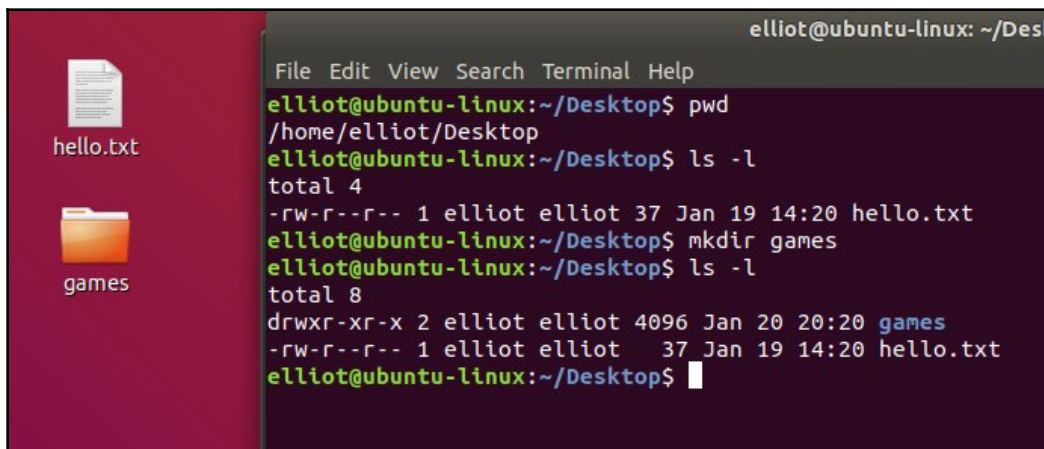 hello.txt
games
elliot@ubuntu-linux: ~/Des
File Edit View Search Terminal Help
elliot@ubuntu-linux:~/Desktop$ pwd
/home/elliot/Desktop
elliot@ubuntu-linux:~/Desktop$ ls -l
total 4
-rw-r--r-- 1 elliot elliot 37 Jan 19 14:20 hello.txt
elliot@ubuntu-linux:~/Desktop$ mkdir games
elliot@ubuntu-linux:~/Desktop$ ls -l
total 8
drwxr-xr-x 2 elliot elliot 4096 Jan 20 20:20 games
-rw-r--r-- 1 elliot elliot   37 Jan 19 14:20 hello.txt
elliot@ubuntu-linux:~/Desktop$